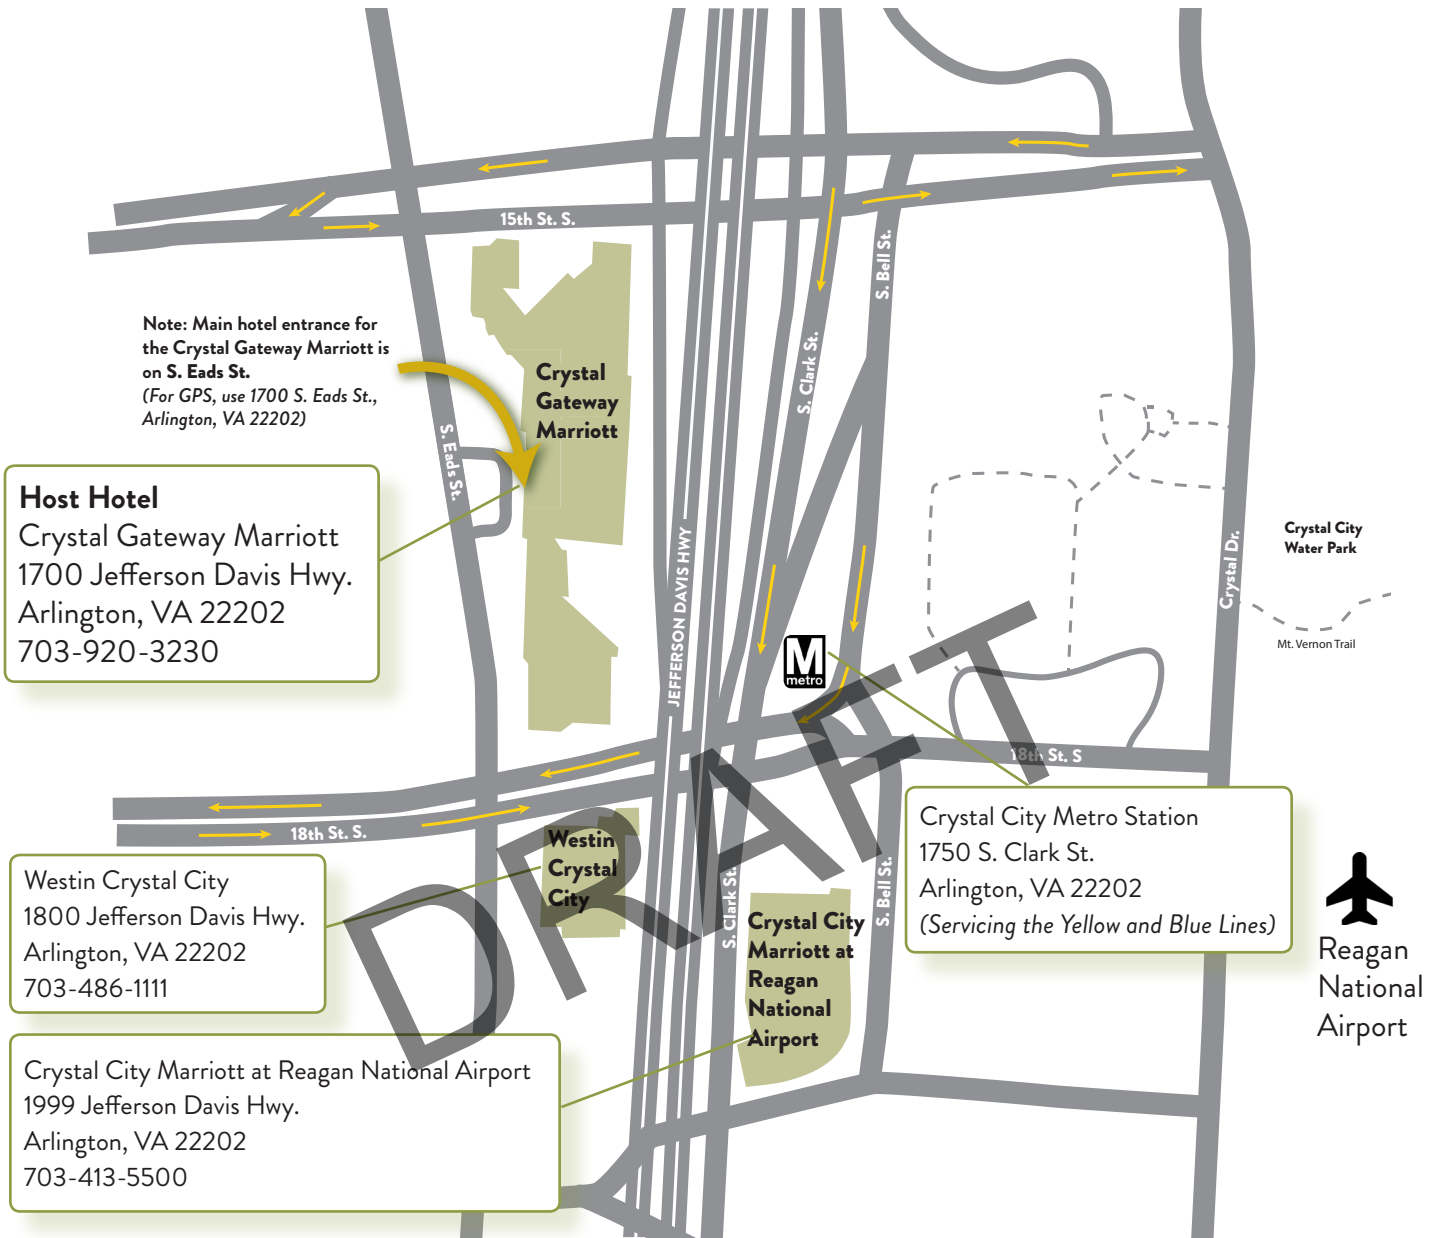 15th St. S.
S. Bell St.
Note: Main hotel entrance for
the Crystal Gateway Marriott is
on S. Eads St.
(For GPS, use 1700 S. Eads St.,
Arlington, VA 22202)
Crystal
Gateway
Marriott
S. Clark St.
S. Eads St.
Host Hotel
Crystal Gateway Marriott
1700 Jefferson Davis Hwy.
Arlington, VA 22202
703-920-3230
JEFFERSON DAVIS HWY
Crystal City
Water Park
Crystal Dr.
Mt. Vernon Trail
M
metro
18th St. S
18th St. S.
Westin
Crystal
City
Westin Crystal City
1800 Jefferson Davis Hwy.
Arlington, VA 22202
703-486-1111
S. Clark St.
S. Bell St.
Crystal City
Marriott at
Reagan
National
Airport
Crystal City Metro Station
1750 S. Clark St.
Arlington, VA 22202
(Servicing the Yellow and Blue Lines)
Reagan
National
Airport
Crystal City Marriott at Reagan National Airport
1999 Jefferson Davis Hwy.
Arlington, VA 22202
703-413-5500
DRAFT